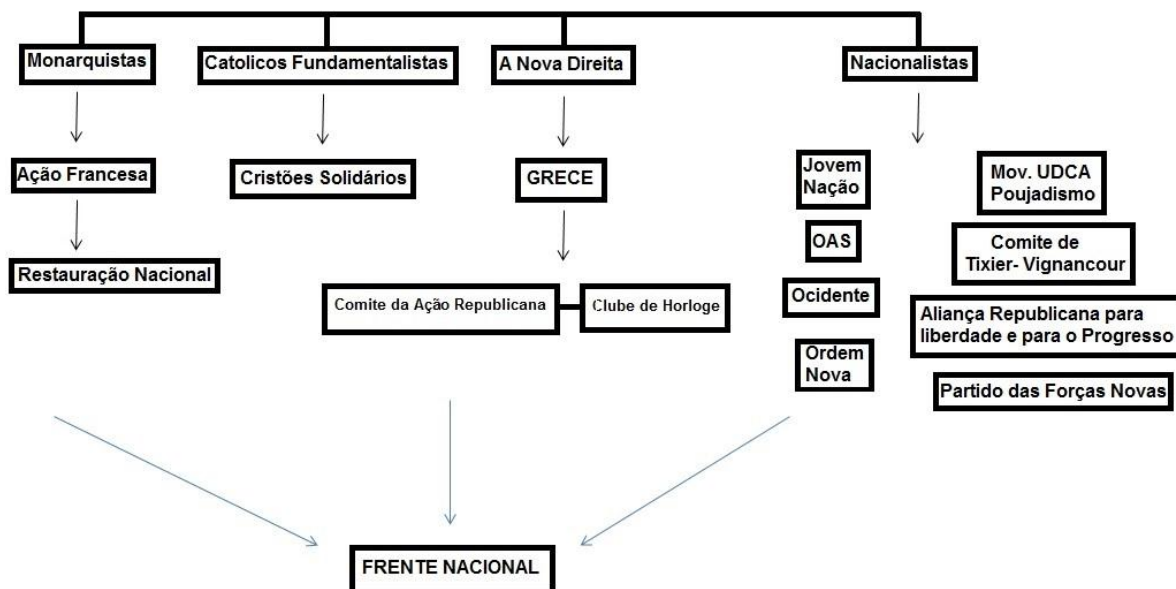 Monarquistas
Catolicos Fundamentalistas
A Nova Direita
Nacionalistas
Ação Francesa
Cristões Solidários
GRECE
Jovem
Nação
Mov. UDCA
Poujadismo
Restauração Nacional
OAS
Comite de
Tixier- Vignancour
Comite da Ação Republicana
Clube de Horloge
Ocidente
Aliança Republicana para
liberdade e para o Progresso
Ordem
Nova
Partido das Forças Novas
FRENTE NACIONAL